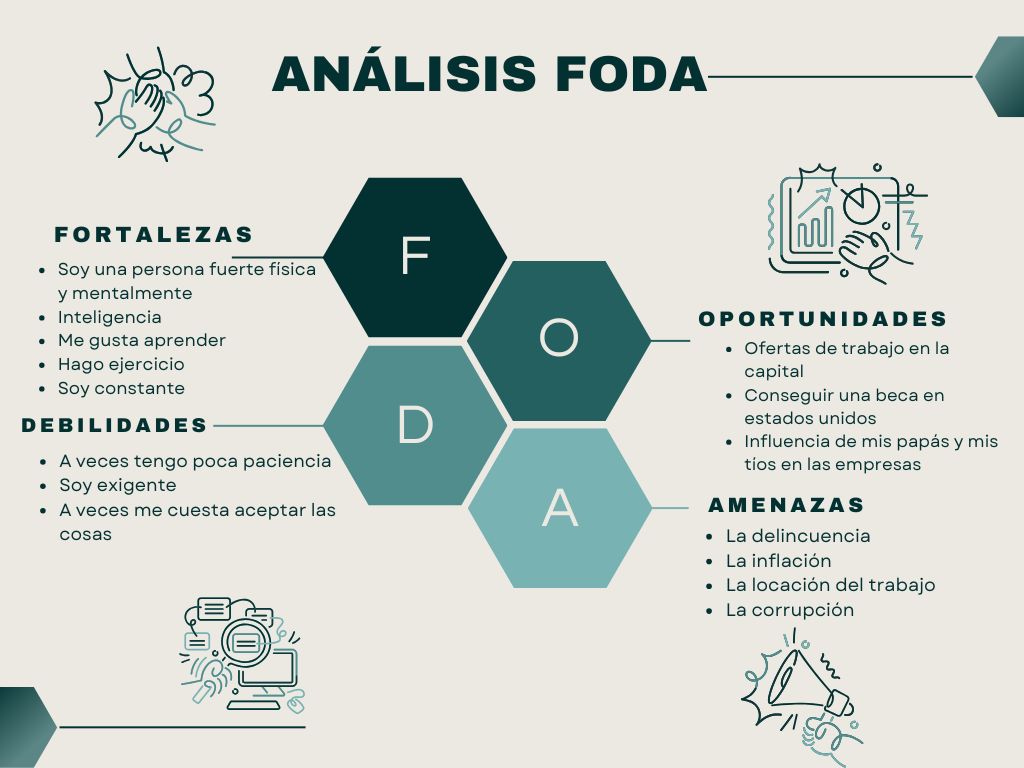 ANÁLISIS FODA
FORTALEZAS
• Soy una persona fuerte física
y mentalmente
• Inteligencia
• Me gusta aprender
• Hago ejercicio
• Soy constante
F
O
OPORTUNIDADES
• Ofertas de trabajo en la
capital
• Conseguir una beca en
estados unidos
• Influencia de mis papás y mis
tíos en las empresas
DEBILIDADES
• A veces tengo poca paciencia
• Soy exigente
• A veces me cuesta aceptar las
cosas
D
A
AMENAZAS
• La delincuencia
• La inflación
• La locación del trabajo
• La corrupción